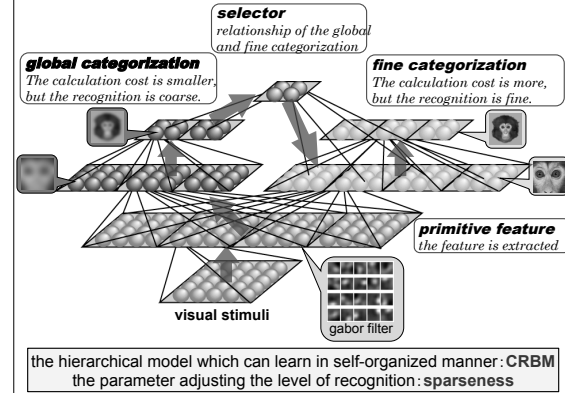 selector
relationship of the global
and fine categorization
global categorization
The calculation cost is smaller,
but the recognition is coarse.
fine categorization
The calculation cost is more,
but the recognition is fine.
primitive feature
the feature is extracted
visual stimuli
gabor filter
the hierarchical model which can learn in self-organized manner:CRBM
the parameter adjusting the level of recognition:sparseness